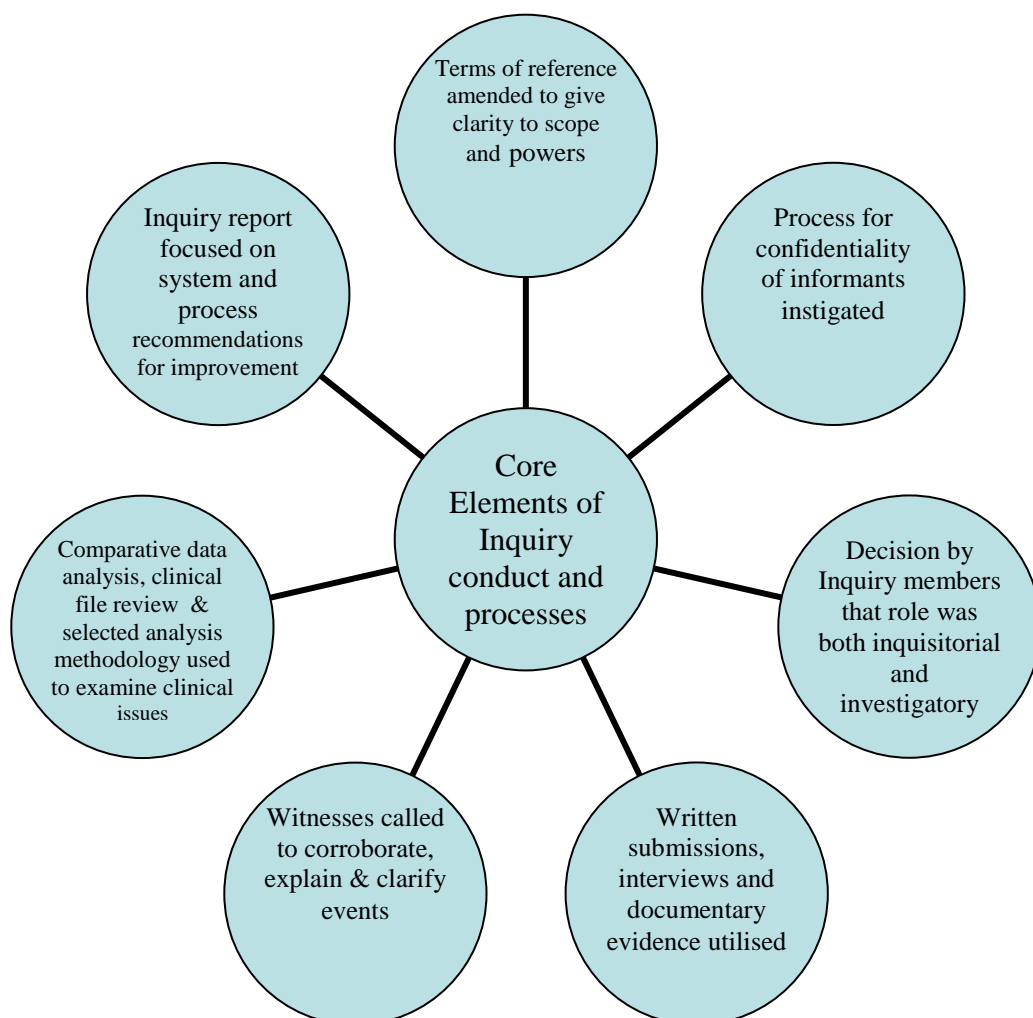 Terms of reference
amended to give
clarity to scope
and powers
Inquiry report
focused on
system and
process
recommendations
for improvement
Process for
confidentiality
of informants
instigated
Core
Elements of
Inquiry
conduct and
processes
Comparative data
analysis, clinical
file review &
selected analysis
methodology used
to examine clinical
issues
Decision by
Inquiry members
that role was
both inquisitorial
and
investigatory
Witnesses called
to corroborate,
explain & clarify
events
Written
submissions,
interviews and
documentary
evidence utilised